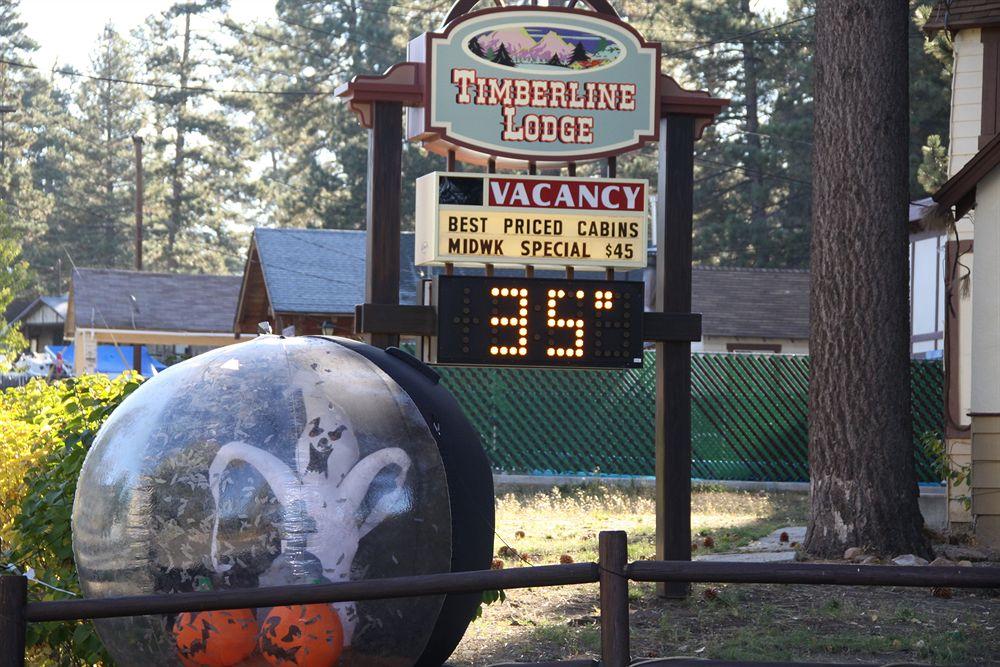 TIMBERLINE
LODGE
VACANCY
BEST PRICED CABINS
MIDWK SPECIAL $45
35°